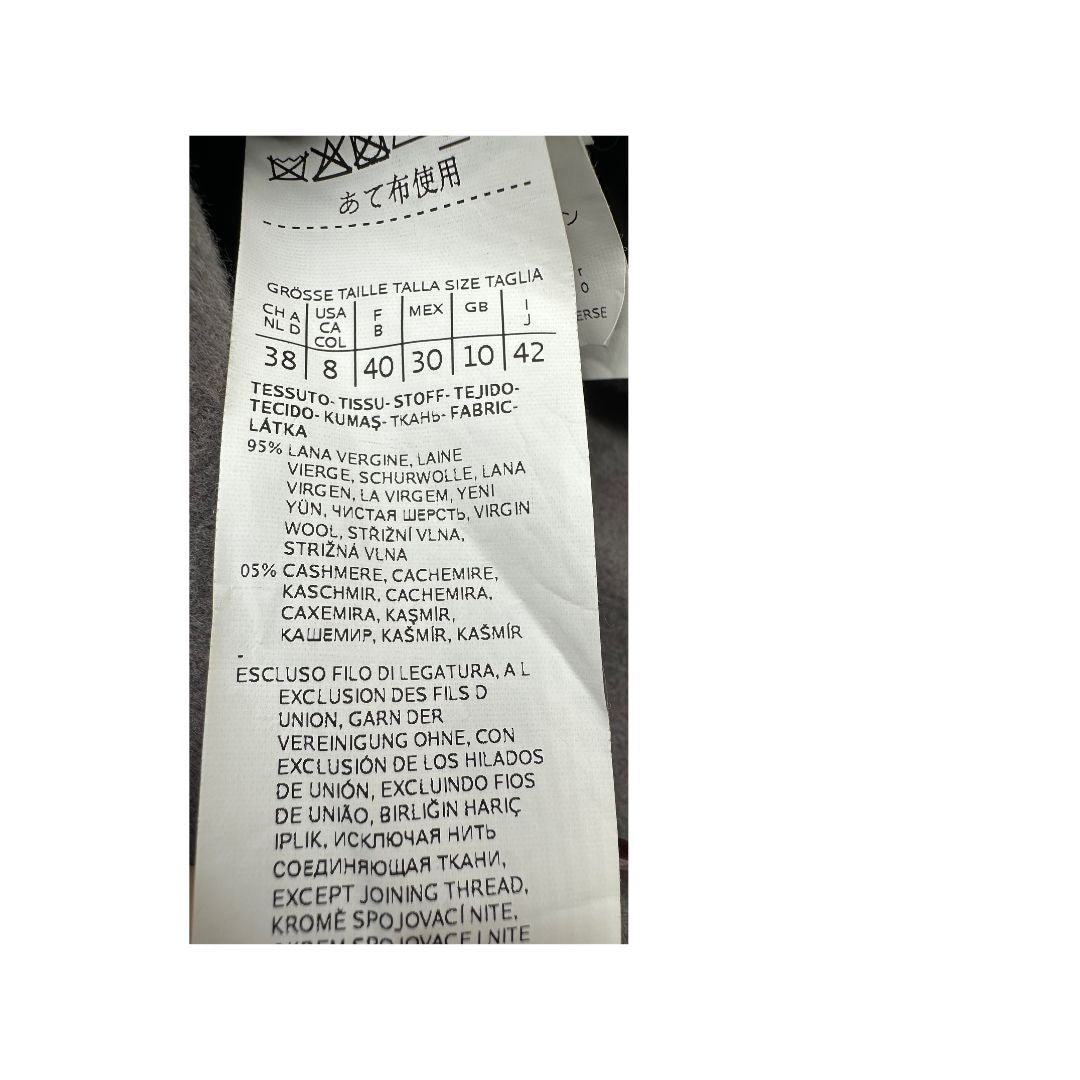 あて布使用
GRÖSSE TAILLE TALLA SIZE TAGLIA
CH A NL D USA CA COL F B MEX GB I J
38 8 40 30 10 42
TESSUTO- TISSU- STOFF- TEJIDO-
TECIDO- KUMAŞ- ТКАНЬ- FABRIC-
LÁTKA
95% LANA VERGINE, LAINE
VIERGE, SCHURWOLLE, LANA
VIRGEN, LA VIRGEM, YENI
YÜN, ЧИСТАЯ ШЕРСТЬ, VIRGIN
WOOL, STŘIŽNÍ VLNA,
STRIŽNÁ VLNA
05% CASHMERE, CACHEMIRE,
KASCHMIR, CACHEMIRA,
CAXEMIRA, KAŞMİR,
КАШЕМИР, KAŠMÍR, KAŠMÍR
-
ESCLUSO FILO DI LEGATURA, A L
EXCLUSION DES FILS D
UNION, GARN DER
VEREINIGUNG OHNE, CON
EXCLUSIÓN DE LOS HILADOS
DE UNIÓN, EXCLUINDO FIOS
DE UNIÃO, BIRLIĞIN HARIÇ
IPLIK, ИСКЛЮЧАЯ НИТЬ
СОЕДИНЯЮЩАЯ ТКАНИ,
EXCEPT JOINING THREAD,
KROMĚ SPOJOVACÍ NITE,
NITE
ン
r
0
ERSE